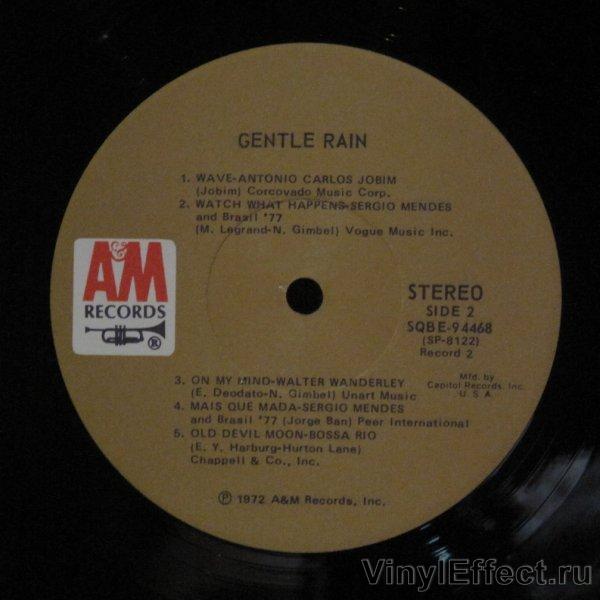 GENTLE RAIN
1. WAVE-ANTONIO CARLOS JOBIM
(Jobim) Corcovado Music Corp.
2. WATCH WHAT HAPPENS-SERGIO MENDES
and Brasil '77
(M. Legrand-N. Gimbel) Vogue Music Inc.
A&M
RECORDS
®
STEREO
SIDE 2
SQBE-94468
(SP-8122)
Record 2
Mfd. by
Capitol Records, Inc.
U.S.A.
3. ON MY MIND-WALTER WANDERLEY
(E. Deodato-N. Gimbel) Unart Music
4. MAIS QUE MADA-SERGIO MENDES
and Brasil '77 (Jorge Ban) Peer International
5. OLD DEVIL MOON-BOSSA RIO
(E. Y. Harburg-Hurton Lane)
Chappell & Co., Inc.
℗ 1972 A&M Records, Inc.
VinylEffect.ru